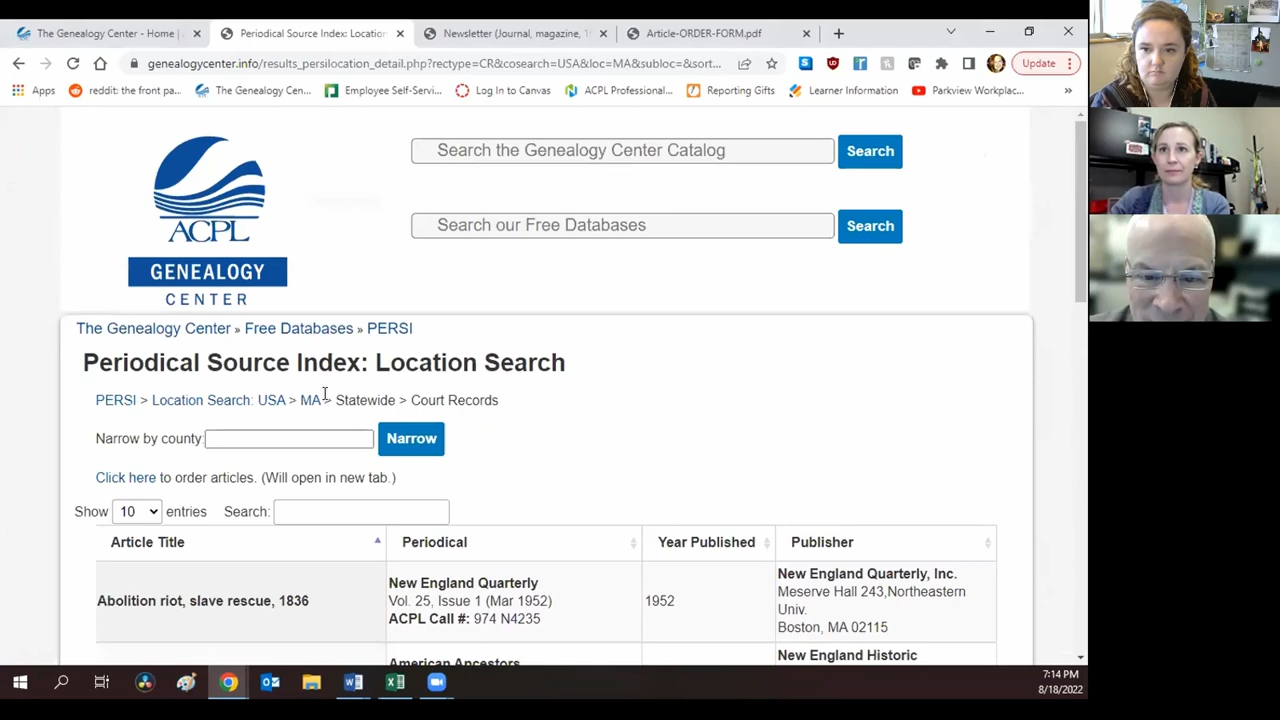 The Genealogy Center - Home |
Periodical Source Index: Location
Newsletter (Journal, magazine, 1
Article-ORDER-FORM.pdf
genealogycenter.info/results_persilocation_detail.php?rectype=CR&cosearch=USA&loc=MA&subloc=&sort...
Update
Apps
reddit: the front pa...
The Genealogy Cen...
Employee Self-Servi...
Log In to Canvas
ACPL Professional...
Reporting Gifts
Learner Information
Parkview Workplac...
»
Search the Genealogy Center Catalog
Search
Search our Free Databases
Search
ACPL
GENEALOGY
CENTER
The Genealogy Center » Free Databases » PERSI
Periodical Source Index: Location Search
PERSI > Location Search: USA > MA > Statewide > Court Records
Narrow by county:
Narrow
Click here to order articles. (Will open in new tab.)
Show 10 entries Search:
Article Title
Periodical
Year Published
Publisher
Abolition riot, slave rescue, 1836
New England Quarterly
Vol. 25, Issue 1 (Mar 1952)
ACPL Call #: 974 N4235
1952
New England Quarterly, Inc.
Meserve Hall 243,Northeastern
Univ.
Boston, MA 02115
American Ancestors
New England Historic
7:14 PM
8/18/2022